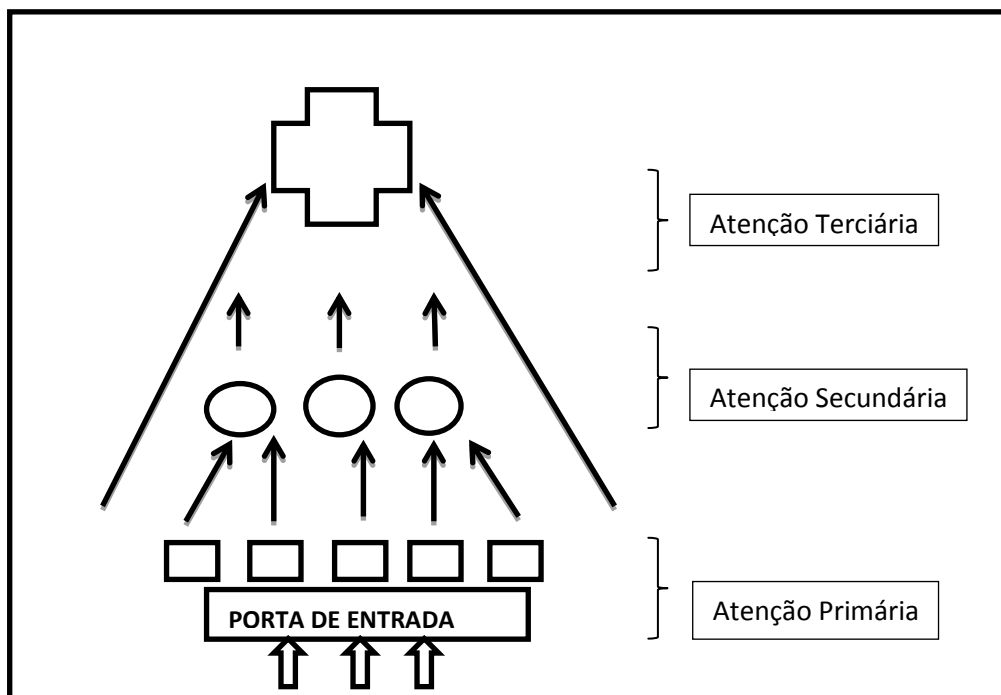 Atenção Terciária
Atenção Secundária
Atenção Primária
PORTA DE ENTRADA